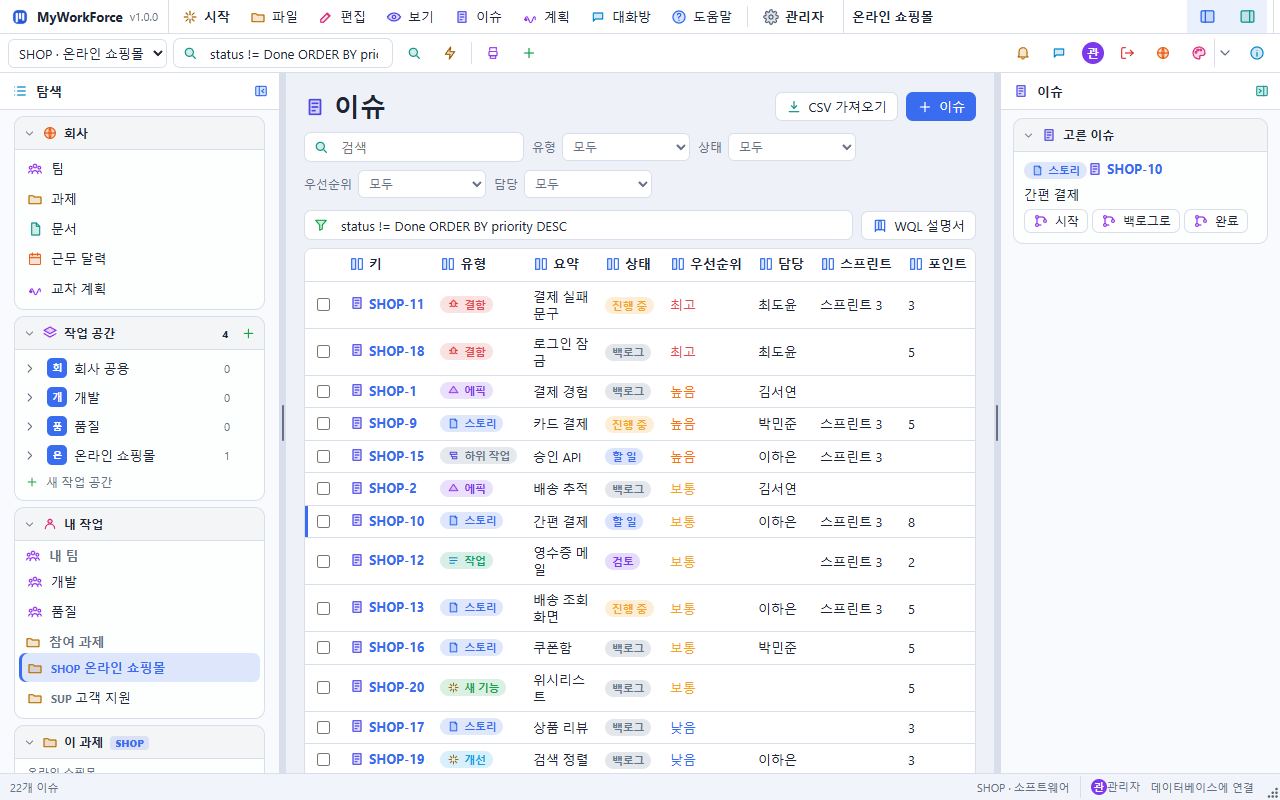 MyWorkForce v1.0.0 시작 파일 편집 보기 이슈 계획 대화방 도움말 관리자 온라인 쇼핑몰
SHOP · 온라인 쇼핑몰 status != Done ORDER BY pric 관
탐색
회사
팀
과제
문서
근무 달력
교차 계획
작업 공간 4
회 회사 공용 0
개 개발 0
품 품질 0
온 온라인 쇼핑몰 1
새 작업 공간
내 작업
내 팀
개발
품질
참여 과제
SHOP 온라인 쇼핑몰
SUP 고객 지원
이 과제 SHOP
온라인 쇼핑몰
이슈
CSV 가져오기
이슈
검색 유형 모두 상태 모두
우선순위 모두 담당 모두
status != Done ORDER BY priority DESC WQL 설명서
키 유형 요약 상태 우선순위 담당 스프린트 포인트
SHOP-11 결함 결제 실패 문구 진행 중 최고 최도윤 스프린트 3 3
SHOP-18 결함 로그인 잠금 백로그 최고 최도윤 5
SHOP-1 에픽 결제 경험 백로그 높음 김서연
SHOP-9 스토리 카드 결제 진행 중 높음 박민준 스프린트 3 5
SHOP-15 하위 작업 승인 API 할 일 높음 이하은 스프린트 3
SHOP-2 에픽 배송 추적 백로그 보통 김서연
SHOP-10 스토리 간편 결제 할 일 보통 이하은 스프린트 3 8
SHOP-12 작업 영수증 메일 검토 보통 스프린트 3 2
SHOP-13 스토리 배송 조회 화면 진행 중 보통 이하은 스프린트 3 5
SHOP-16 스토리 쿠폰함 백로그 보통 박민준 5
SHOP-20 새 기능 위시리스트 백로그 보통 5
SHOP-17 스토리 상품 리뷰 백로그 낮음 3
SHOP-19 개선 검색 정렬 백로그 낮음 이하은 3
이슈
고른 이슈
스토리 SHOP-10
간편 결제
시작 백로그로 완료
22개 이슈 SHOP · 소프트웨어 관 관리자 데이터베이스에 연결